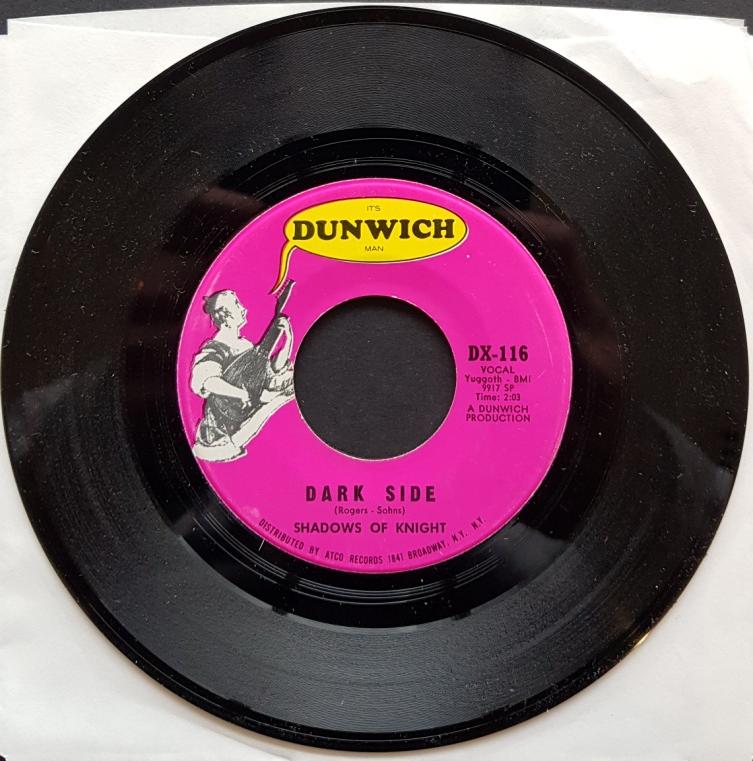 IT'S
DUNWICH
MAN
DX-116
VOCAL
Yuggoth - BMI
9917 SP
Time: 2:03
A DUNWICH
PRODUCTION
DARK SIDE
(Rogers - Sohns)
SHADOWS OF KNIGHT
DISTRIBUTED BY ATCO RECORDS 1841 BROADWAY, N.Y. N.Y.